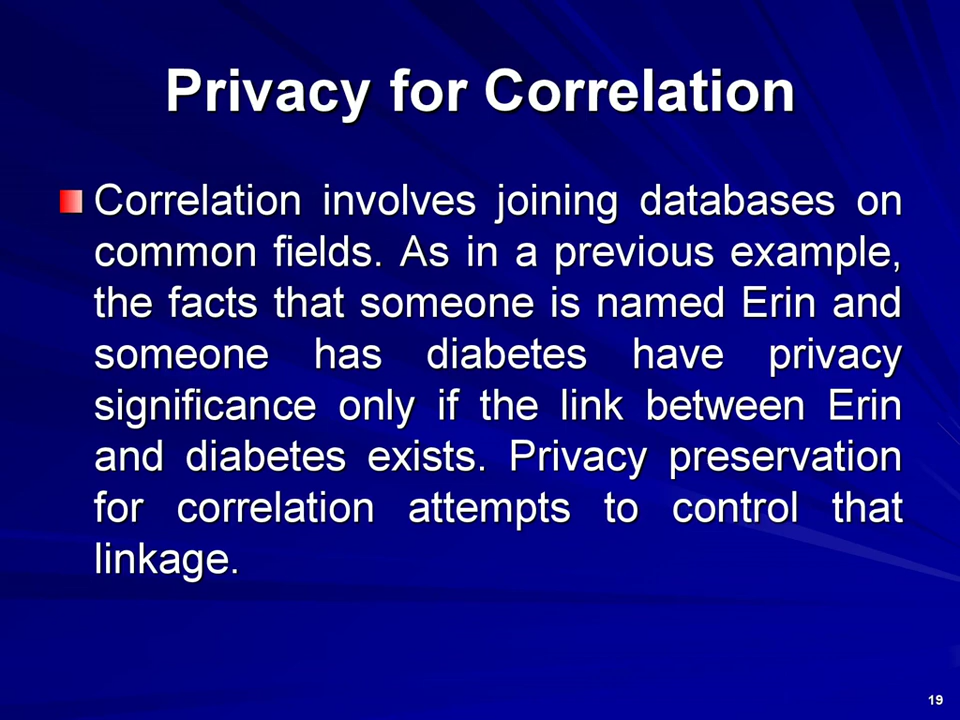 Privacy for Correlation
Correlation involves joining databases on
common fields. As in a previous example,
the facts that someone is named Erin and
someone has diabetes have privacy
significance only if the link between Erin
and diabetes exists. Privacy preservation
for correlation attempts to control that
linkage.
19